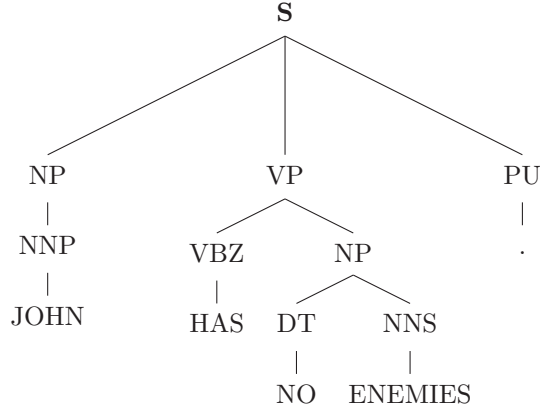 S
NP VP PU
NNP VBZ NP .
JOHN HAS DT NNS
NO ENEMIES